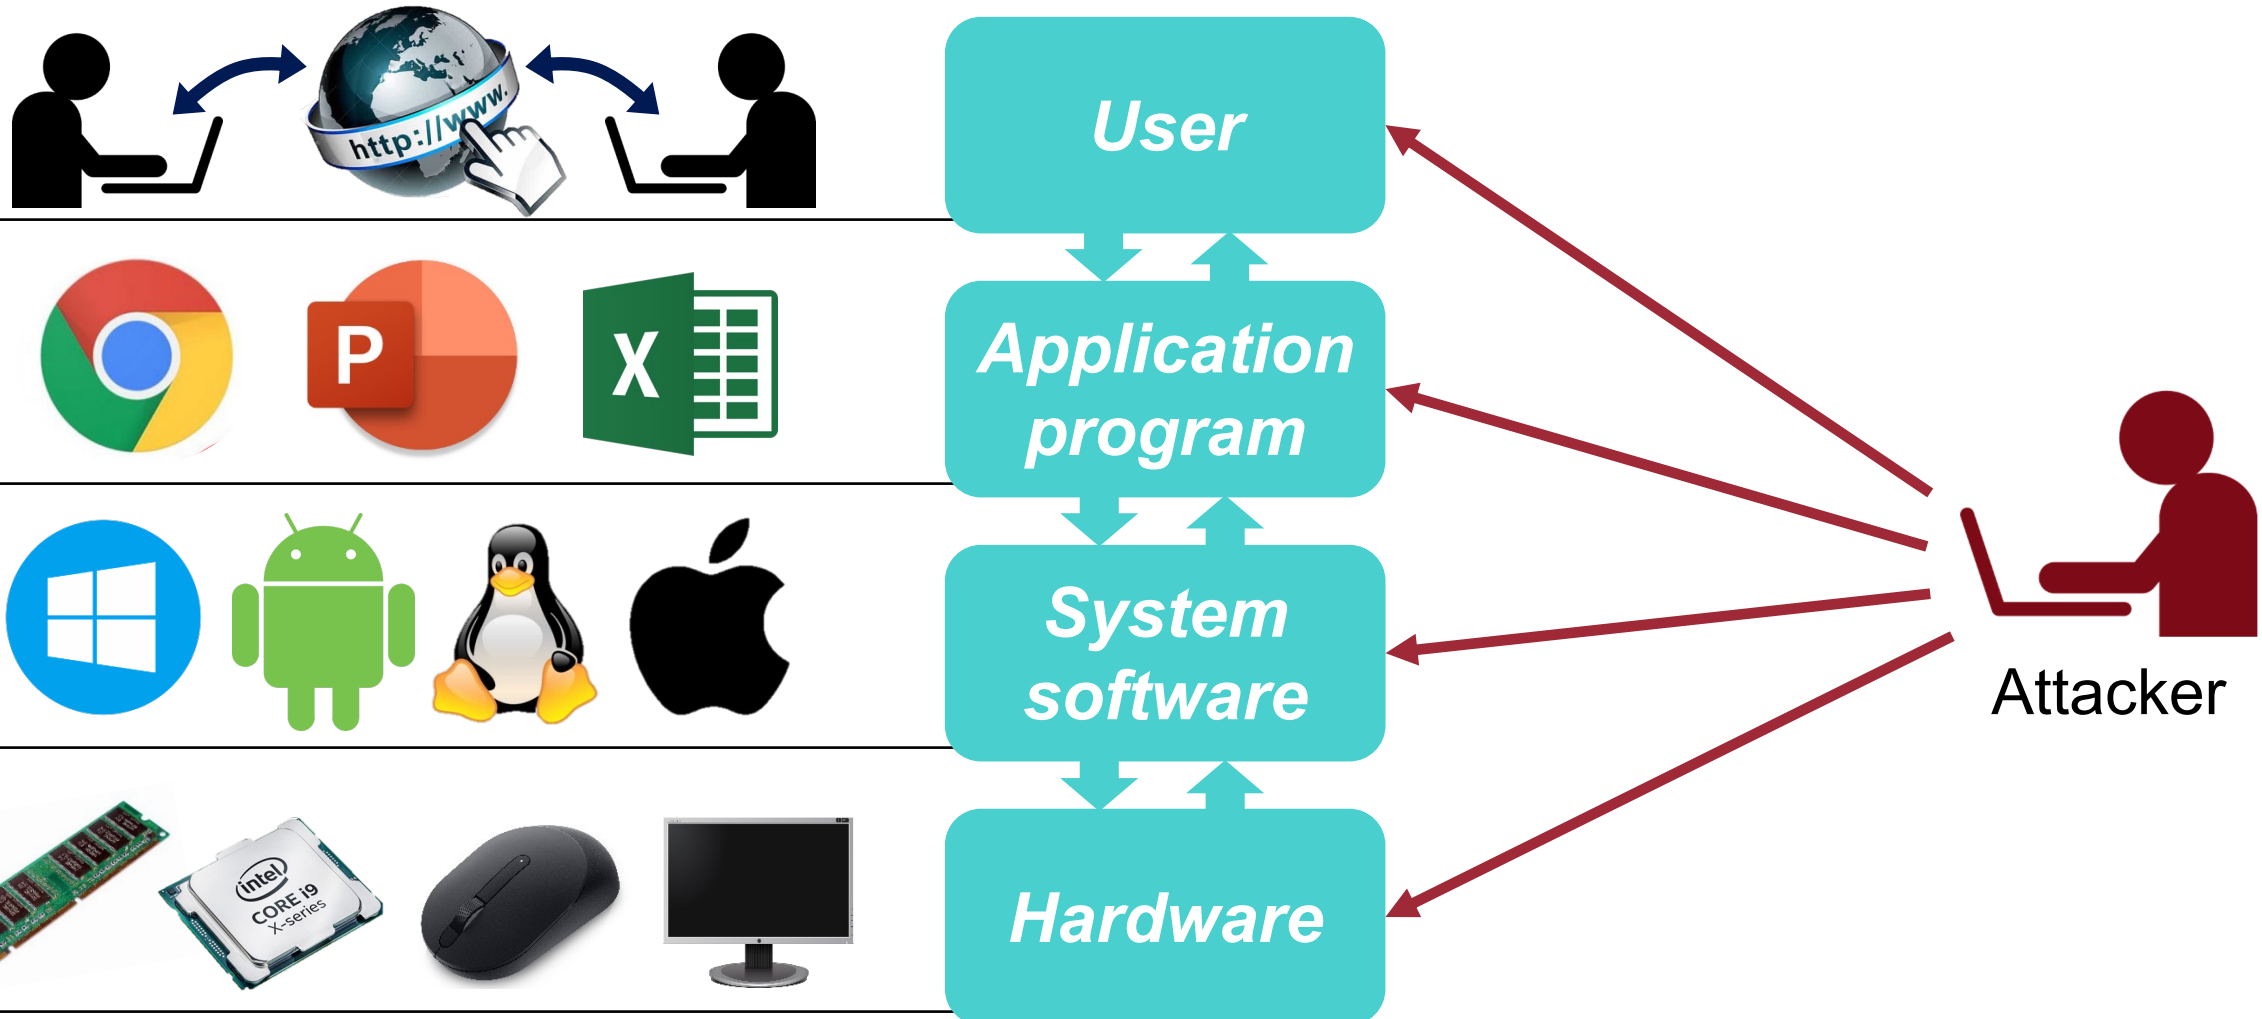 http://www.
User
P
X
Application
program
System
software
Attacker
intel
CORE i9
X-series
Hardware